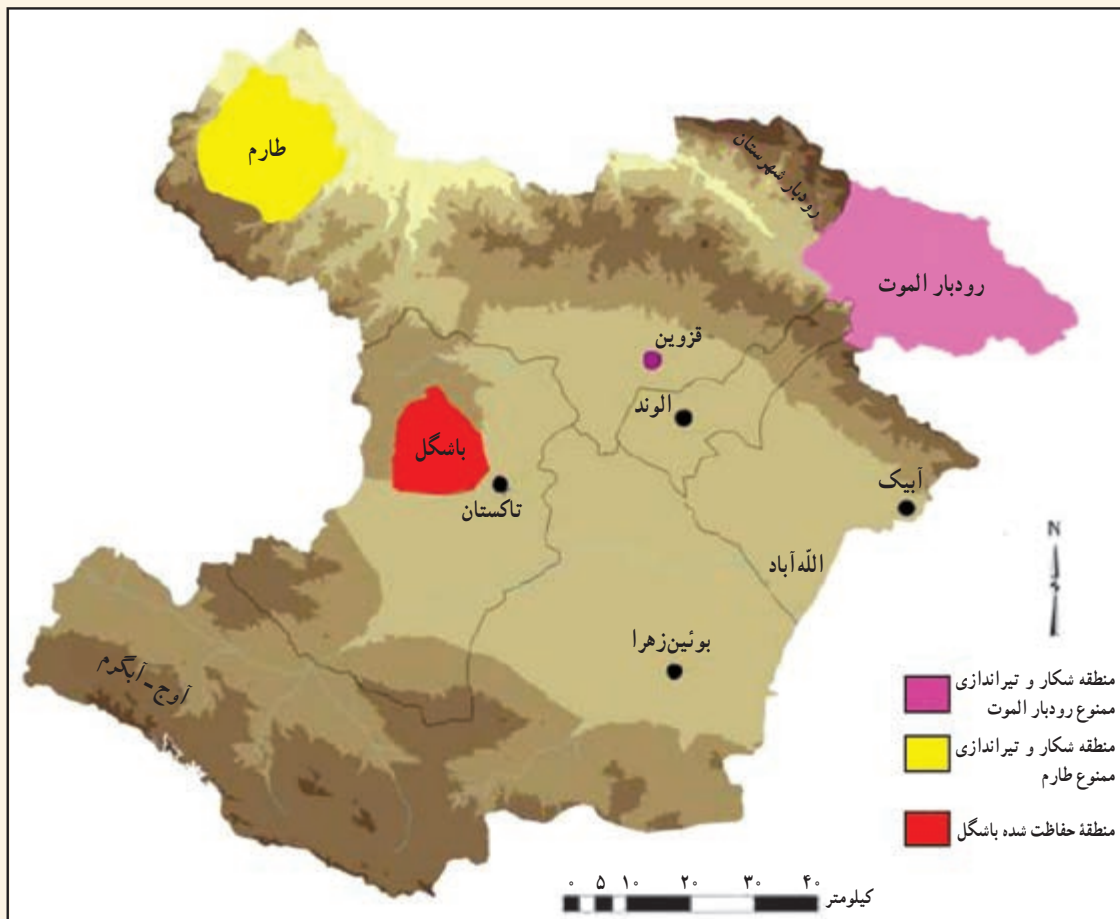 طارم
رودبار شهرستان
رودبار الموت
قزوین
الوند
باشگل
تاکستان
آبیک
اللّه‌آباد
بوئین‌زهرا
آوج-آبگرم
N
منطقه شکار و تیراندازی
ممنوع رودبار الموت
منطقه شکار و تیراندازی
ممنوع طارم
منطقهٔ حفاظت شده باشگل
۰ ۵ ۱۰ ۲۰ ۳۰ ۴۰ کیلومتر